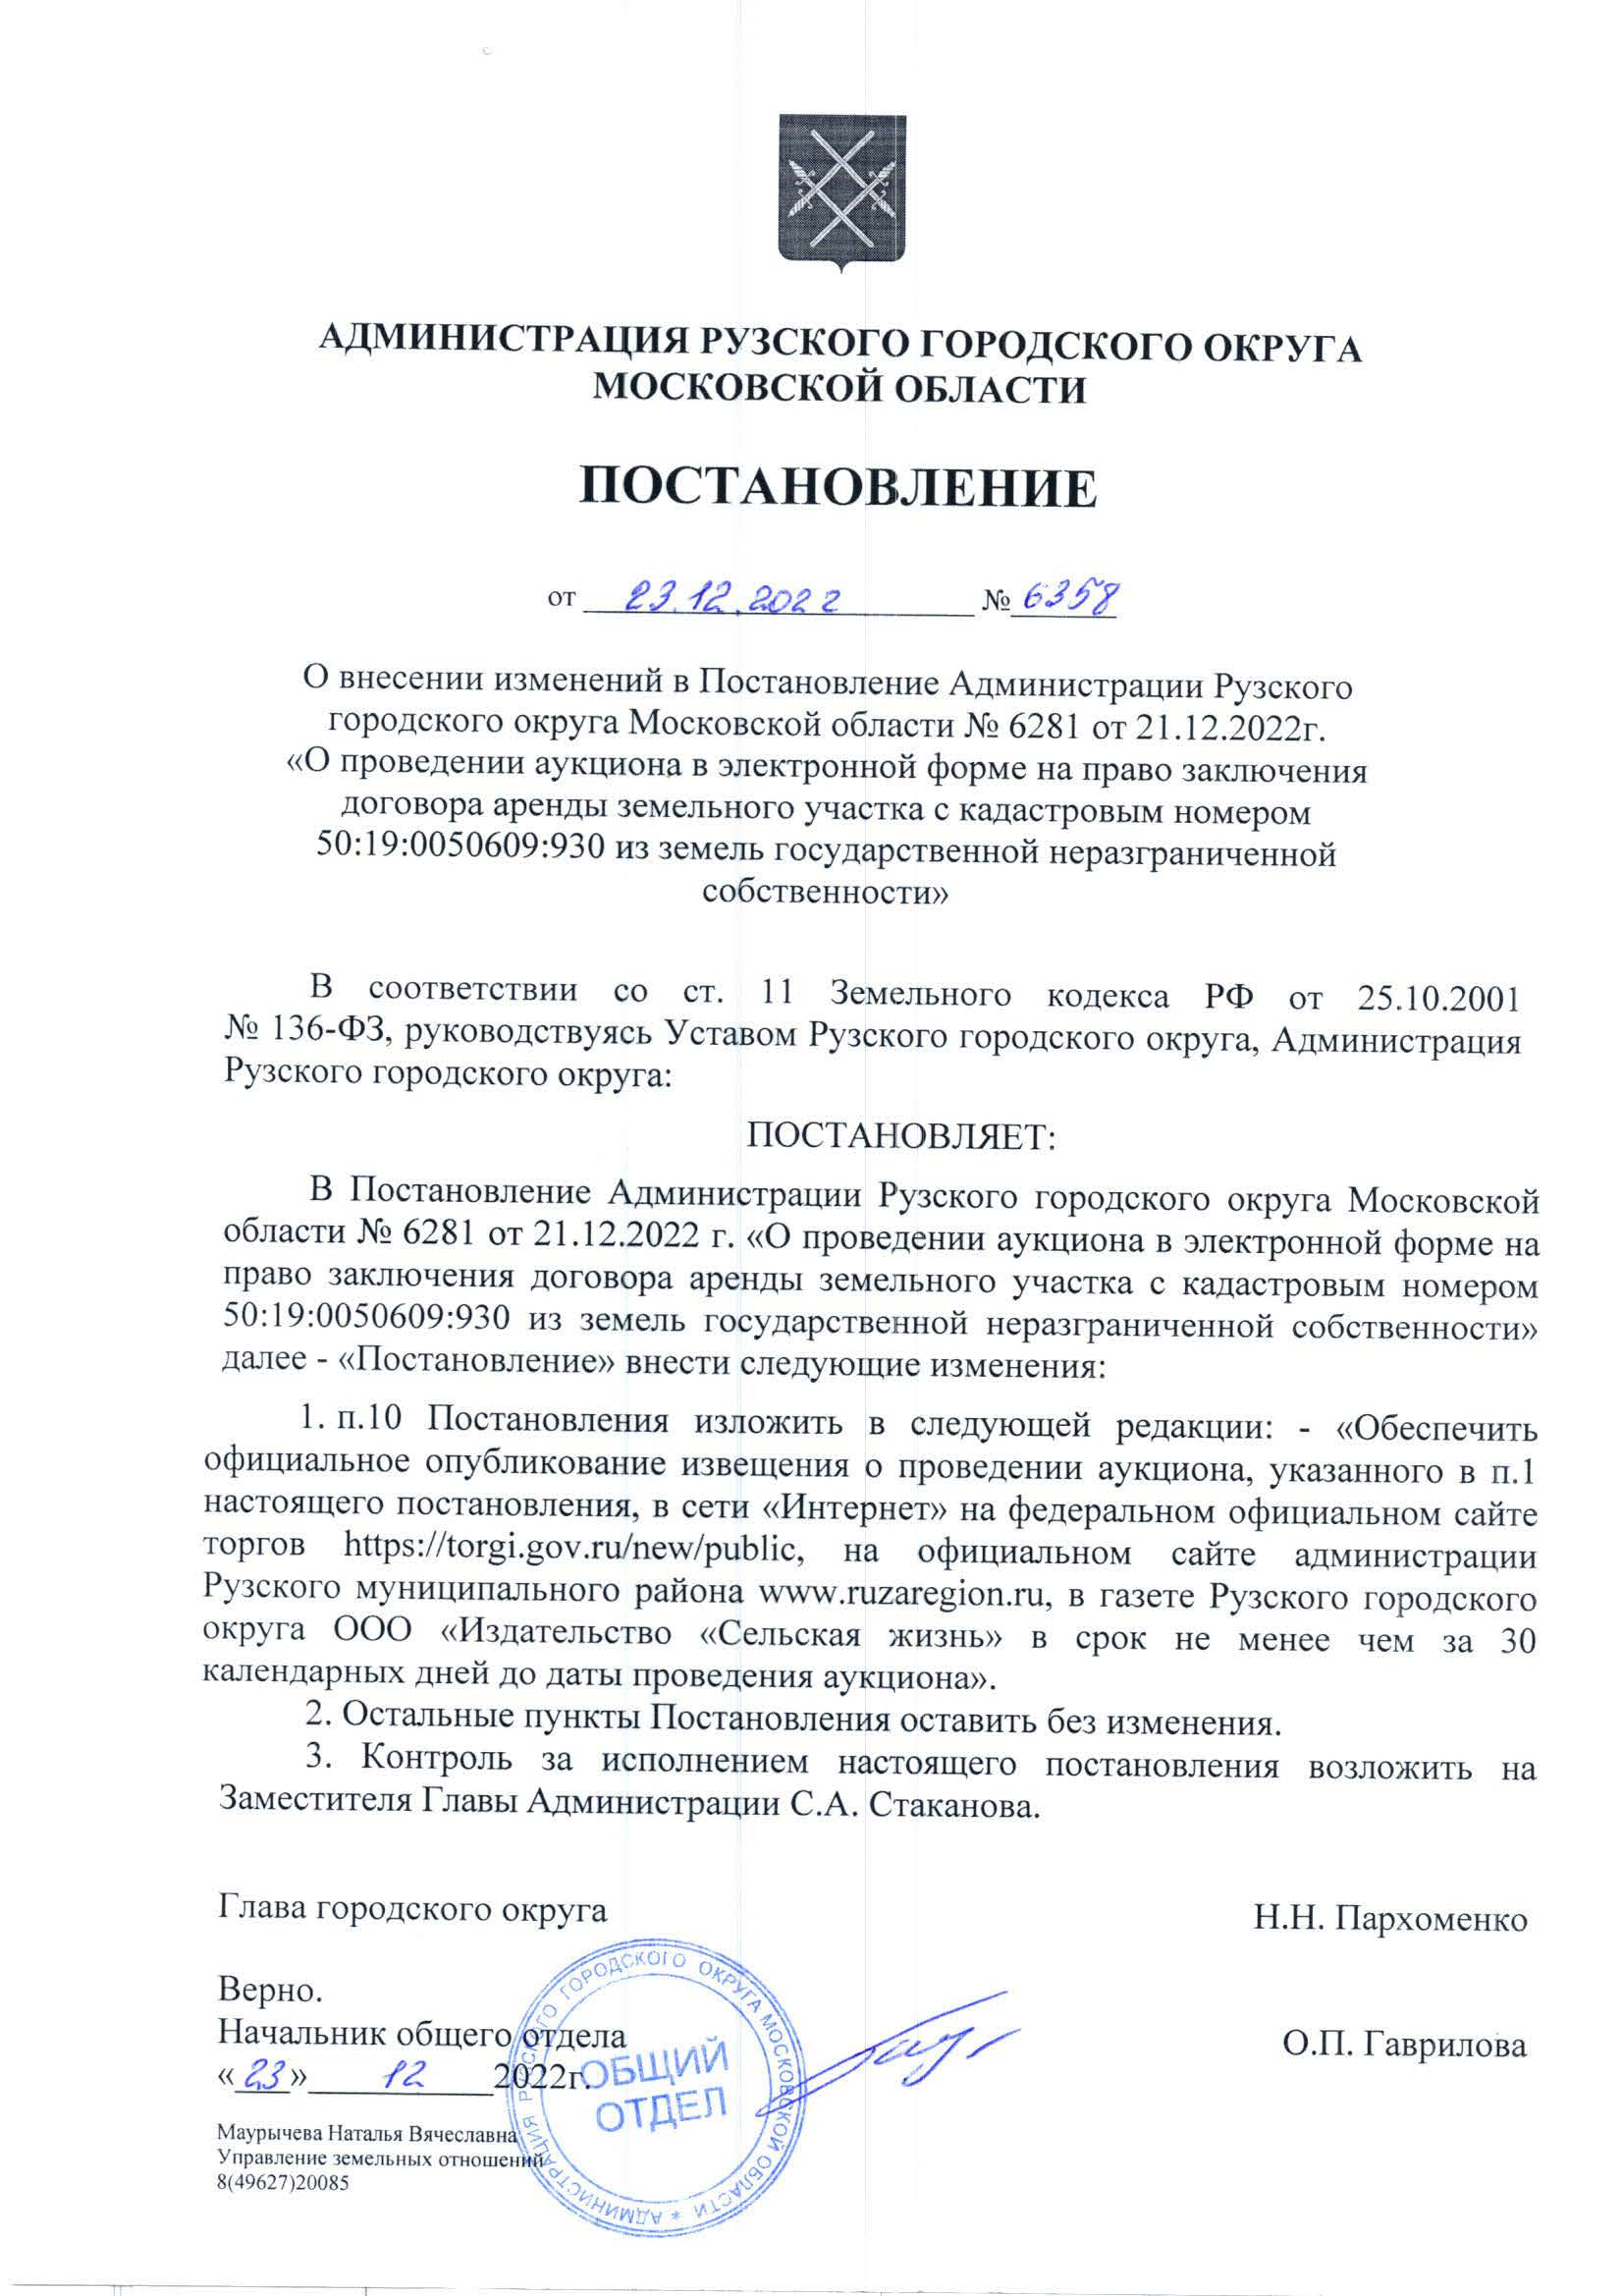 АДМИНИСТРАЦИЯ РУЗСКОГО ГОРОДСКОГО ОКРУГА
МОСКОВСКОЙ ОБЛАСТИ
ПОСТАНОВЛЕНИЕ
от 23.12.2022 № 6358
О внесении изменений в Постановление Администрации Рузского
городского округа Московской области № 6281 от 21.12.2022г.
«О проведении аукциона в электронной форме на право заключения
договора аренды земельного участка с кадастровым номером
50:19:0050609:930 из земель государственной неразграниченной
собственности»
В соответствии со ст. 11 Земельного кодекса РФ от 25.10.2001
№ 136-ФЗ, руководствуясь Уставом Рузского городского округа, Администрация
Рузского городского округа:
ПОСТАНОВЛЯЕТ:
В Постановление Администрации Рузского городского округа Московской
области № 6281 от 21.12.2022 г. «О проведении аукциона в электронной форме на
право заключения договора аренды земельного участка с кадастровым номером
50:19:0050609:930 из земель государственной неразграниченной собственности»
далее - «Постановление» внести следующие изменения:
1. п.10 Постановления изложить в следующей редакции: - «Обеспечить
официальное опубликование извещения о проведении аукциона, указанного в п.1
настоящего постановления, в сети «Интернет» на федеральном официальном сайте
торгов https://torgi.gov.ru/new/public, на официальном сайте администрации
Рузского муниципального района www.ruzaregion.ru, в газете Рузского городского
округа ООО «Издательство «Сельская жизнь» в срок не менее чем за 30
календарных дней до даты проведения аукциона».
2. Остальные пункты Постановления оставить без изменения.
3. Контроль за исполнением настоящего постановления возложить на
Заместителя Главы Администрации С.А. Стаканова.
Глава городского округа Н.Н. Пархоменко
Верно.
Начальник общего отдела О.П. Гаврилова
«23» 12 2022г.
АДМИНИСТРАЦИЯ РУЗСКОГО ГОРОДСКОГО ОКРУГА МОСКОВСКОЙ ОБЛАСТИ *
ОБЩИЙ
ОТДЕЛ
Маурычева Наталья Вячеславна
Управление земельных отношений
8(49627)20085